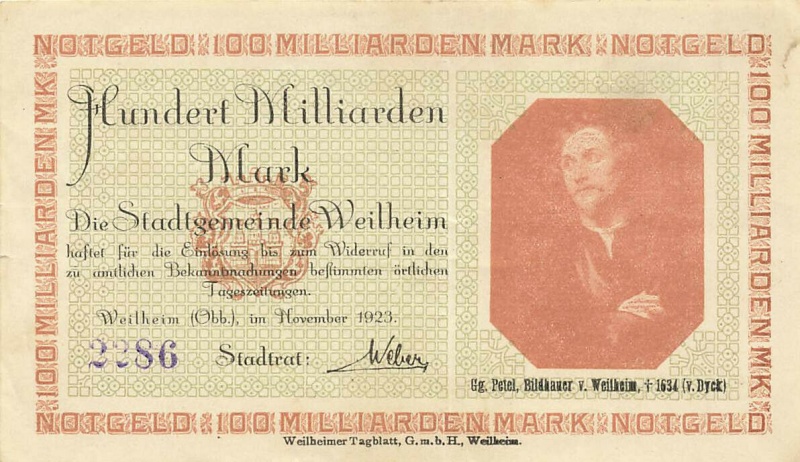 NOTGELD 100 MILLIARDEN MARK NOTGELD
100 MILLIARDEN MK
Hundert Milliarden
Mark
Die Stadtgemeinde Weilheim
haftet für die Einlösung bis zum Widerruf in den
zu amtlichen Bekanntmachungen bestimmten örtlichen
Tageszeitungen.
Weilheim (Obb.), im November 1923.
2286 Stadtrat: Weber
Gg. Petel, Bildhauer v. Weilheim, † 1634 (v. Dyck)
100 MILLIARDEN MK
NOTGELD 100 MILLIARDEN MARK NOTGELD
Weilheimer Tagblatt, G. m. b. H., Weilheim.